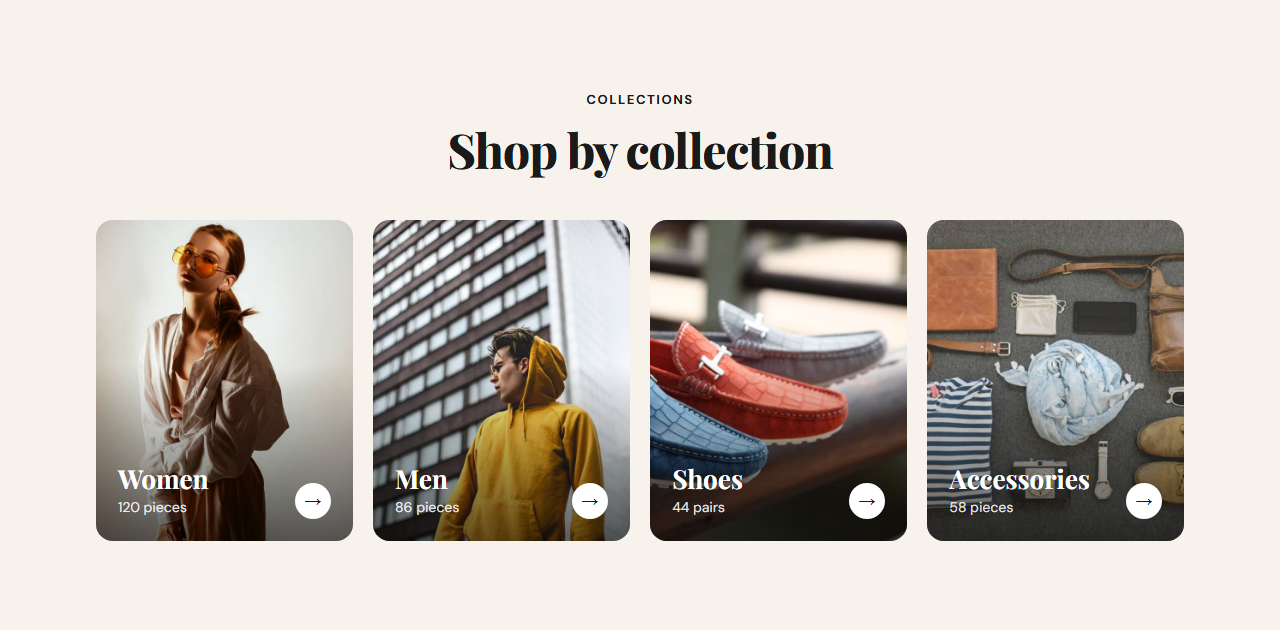 COLLECTIONS
Shop by collection
Women
120 pieces
→
Men
86 pieces
→
Shoes
44 pairs
→
Accessories
58 pieces
→